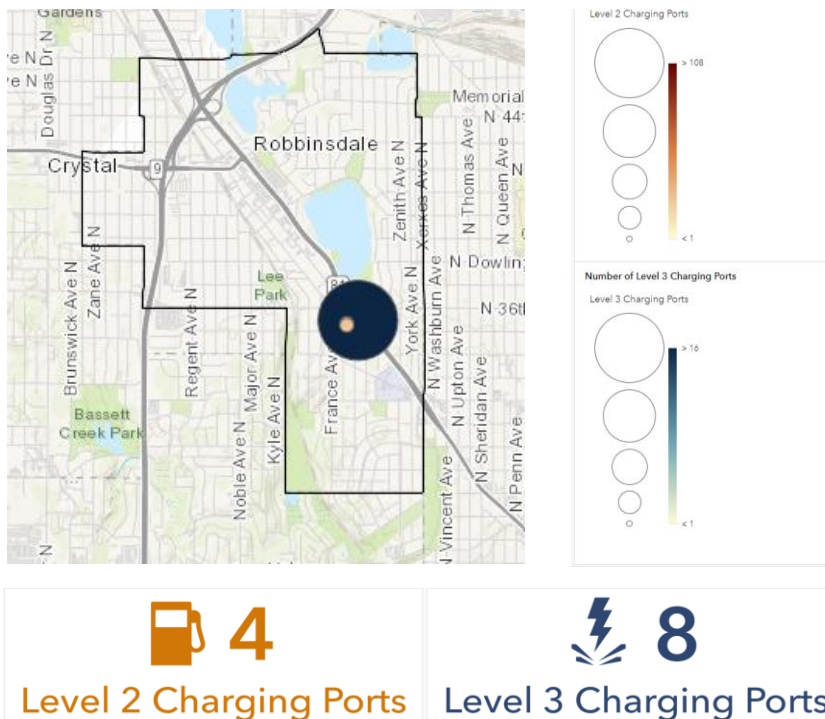 Gardens
Douglas Dr N
Memorial
N 44t
Robbinsdale
Crystal
9
Zenith Ave N
Xerxes Ave N
N Thomas Ave
N Queen Ave
N Dowling
Zane Ave N
Brunswick Ave N
Lee
Park
81
York Ave N
N Washburn Ave
N 36th
Regent Ave N
Major Ave N
Kyle Ave N
Noble Ave N
France Av
N Upton Ave
N Sheridan Ave
N Penn Ave
N Vincent Ave
Bassett
Creek Park
Level 2 Charging Ports
> 108
< 1
Number of Level 3 Charging Ports
Level 3 Charging Ports
> 16
< 1
4
Level 2 Charging Ports
8
Level 3 Charging Ports